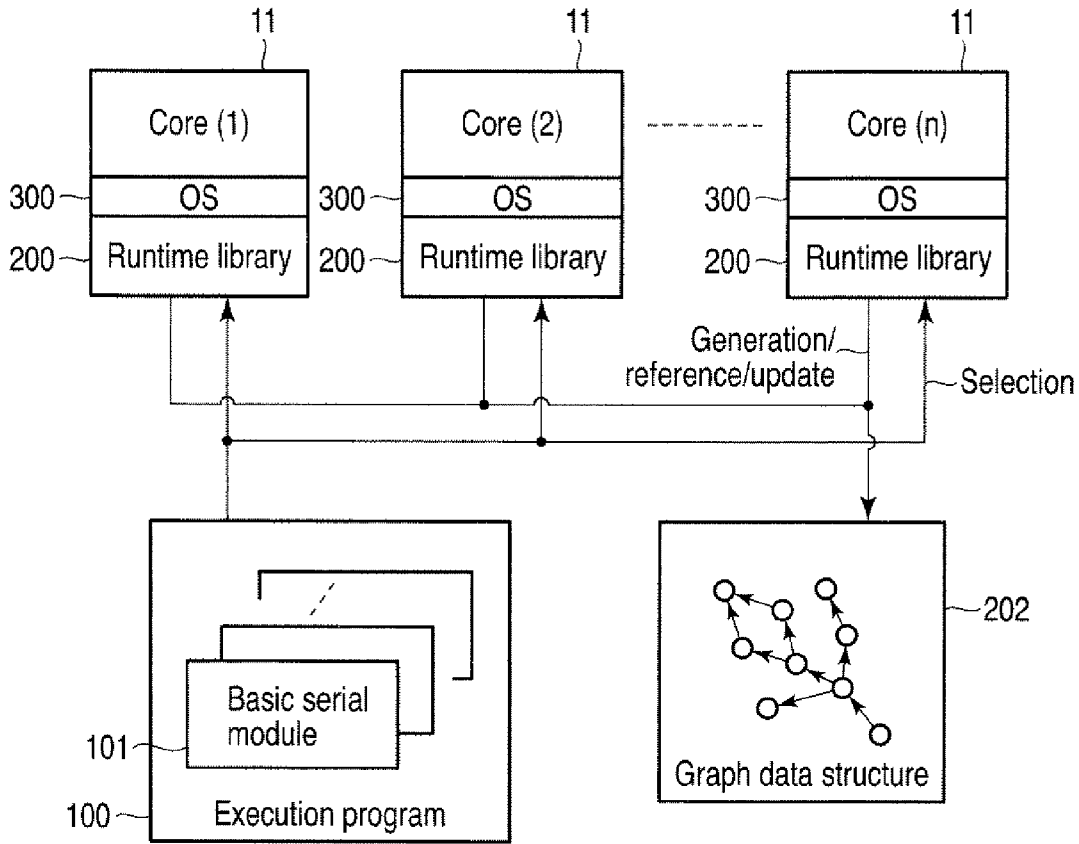 11 11 11
Core (1) Core (2) Core (n)
300 OS 300 OS 300 OS
200 Runtime library 200 Runtime library 200 Runtime library
Generation/
reference/update
Selection
Basic serial
module
101
Execution program
100
202
Graph data structure